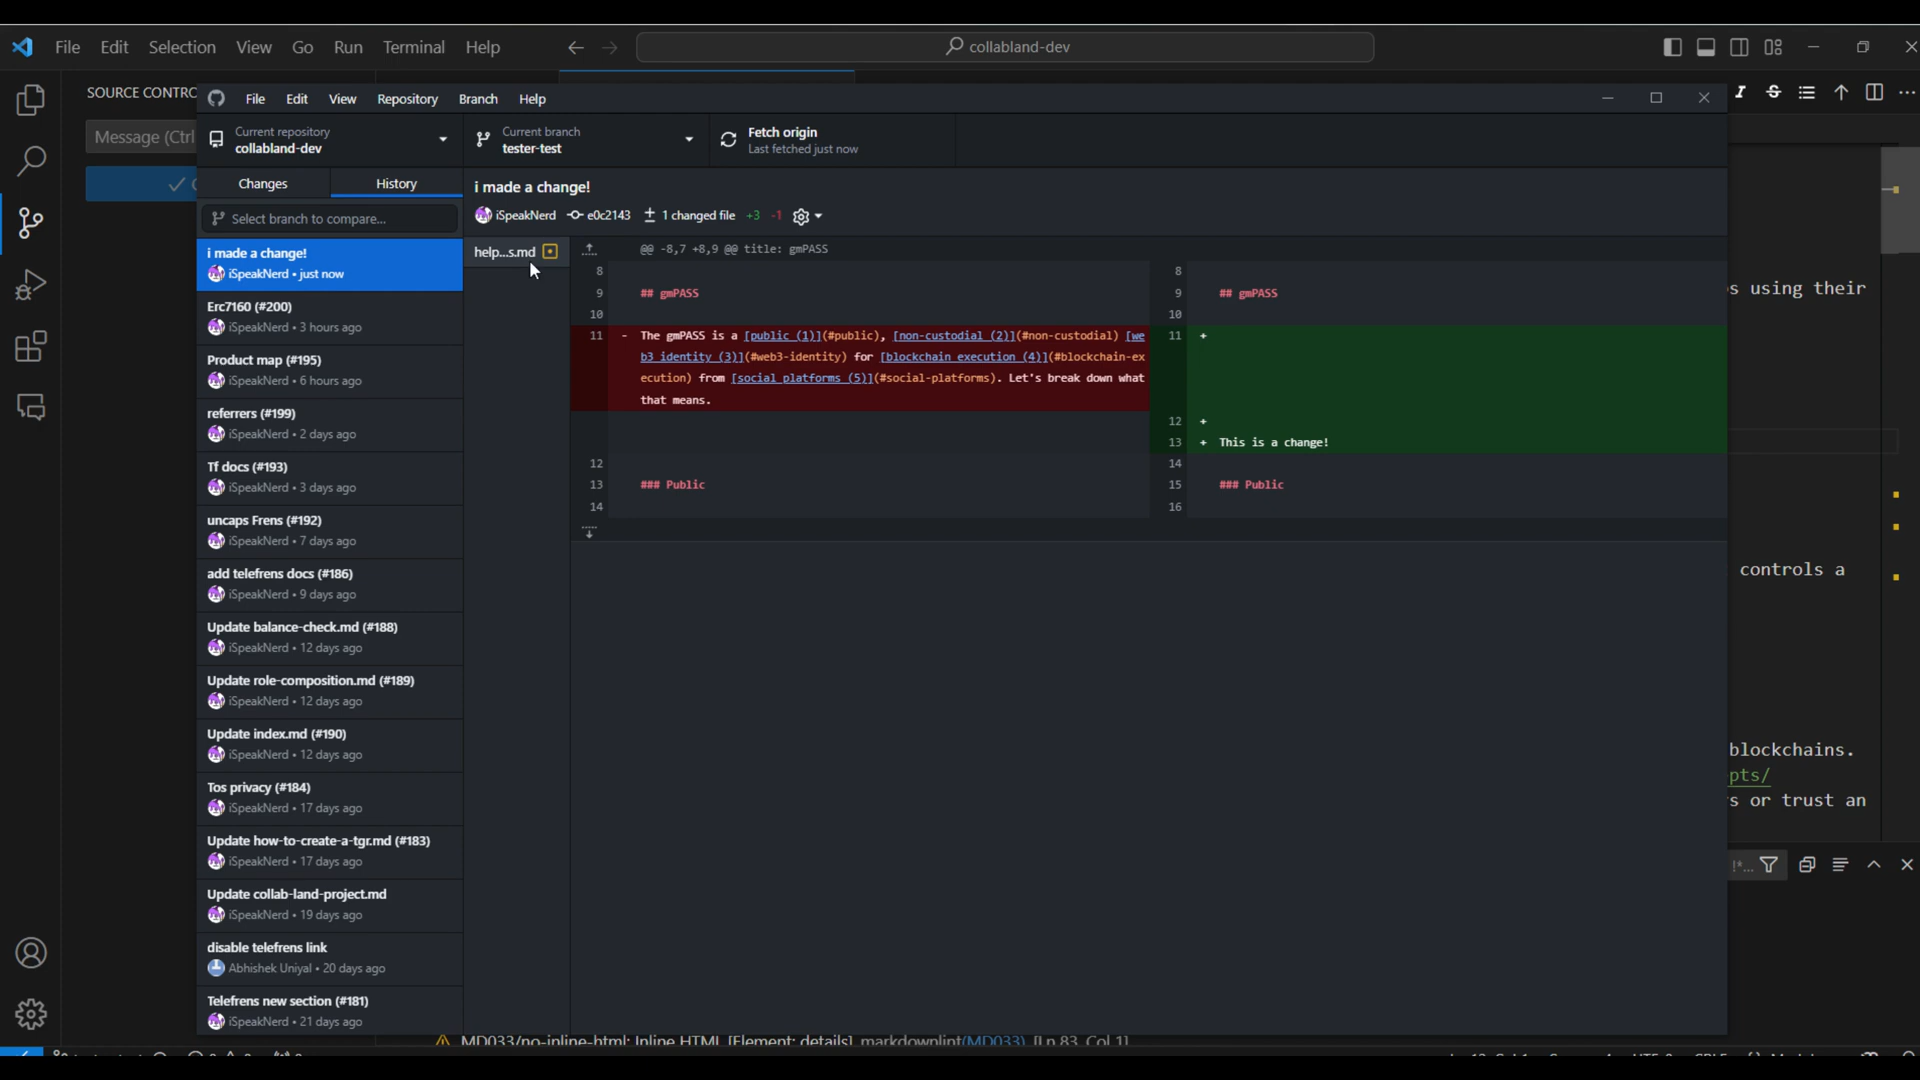 File Edit Selection View Go Run Terminal Help
collabland-dev
SOURCE CONTRO
Message (Ctrl
File Edit View Repository Branch Help
Current repository
collabland-dev
Current branch
tester-test
Fetch origin
Last fetched just now
Changes
History
Select branch to compare...
i made a change!
iSpeakNerd • just now
Erc7160 (#200)
iSpeakNerd • 3 hours ago
Product map (#195)
iSpeakNerd • 6 hours ago
referrers (#199)
iSpeakNerd • 2 days ago
Tf docs (#193)
iSpeakNerd • 3 days ago
uncaps Frens (#192)
iSpeakNerd • 7 days ago
add telefrens docs (#186)
iSpeakNerd • 9 days ago
Update balance-check.md (#188)
iSpeakNerd • 12 days ago
Update role-composition.md (#189)
iSpeakNerd • 12 days ago
Update index.md (#190)
iSpeakNerd • 12 days ago
Tos privacy (#184)
iSpeakNerd • 17 days ago
Update how-to-create-a-tgr.md (#183)
iSpeakNerd • 17 days ago
Update collab-land-project.md
iSpeakNerd • 19 days ago
disable telefrens link
Abhishek Uniyal • 20 days ago
Telefrens new section (#181)
iSpeakNerd • 21 days ago
i made a change!
iSpeakNerd e0c2143 1 changed file +3 -1
help...s.md
@@ -8,7 +8,9 @@ title: gmPASS
8
9 ## gmPASS
10
11 - The gmPASS is a [public (1)](#public), [non-custodial (2)](#non-custodial) [we
b3 identity (3)](#web3-identity) for [blockchain execution (4)](#blockchain-ex
ecution) from [social platforms (5)](#social-platforms). Let's break down what
that means.
12
13 ### Public
14
8
9 ## gmPASS
10
11 +
12 +
13 + This is a change!
14
15 ### Public
16
s using their
controls a
blockchains.
pts/
s or trust an
MD033/no-inline-html: Inline HTML [Element: details] markdownlint(MD033) [Ln 83, Col 1]